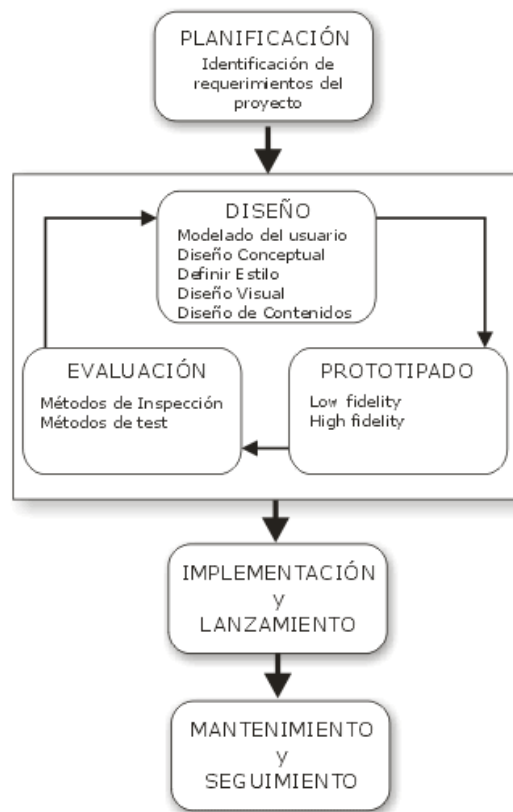 PLANIFICACIÓN
Identificación de
requerimientos del
proyecto
DISEÑO
Modelado del usuario
Diseño Conceptual
Definir Estilo
Diseño Visual
Diseño de Contenidos
EVALUACIÓN
Métodos de Inspección
Métodos de test
PROTOTIPADO
Low fidelity
High fidelity
IMPLEMENTACIÓN
y
LANZAMIENTO
MANTENIMIENTO
y
SEGUIMIENTO